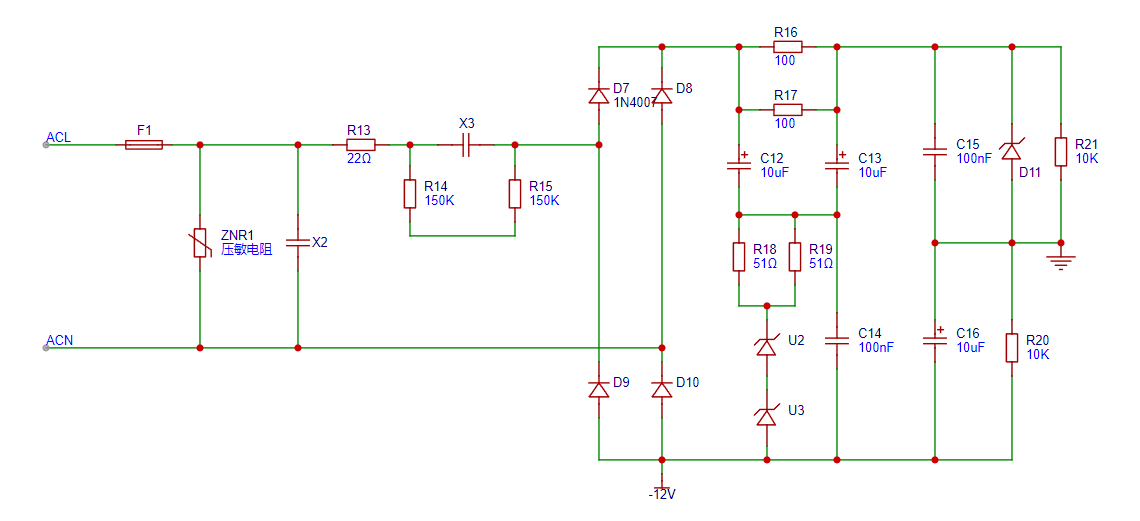 R16
100
D7
1N4007
D8
R17
100
ACL
F1
R13
22Ω
X3
C12
10uF
C13
10uF
C15
100nF
D11
R21
10K
R14
150K
R15
150K
ZNR1
压敏电阻
X2
R18
51Ω
R19
51Ω
ACN
U2
C14
100nF
C16
10uF
R20
10K
D9
D10
U3
-12V